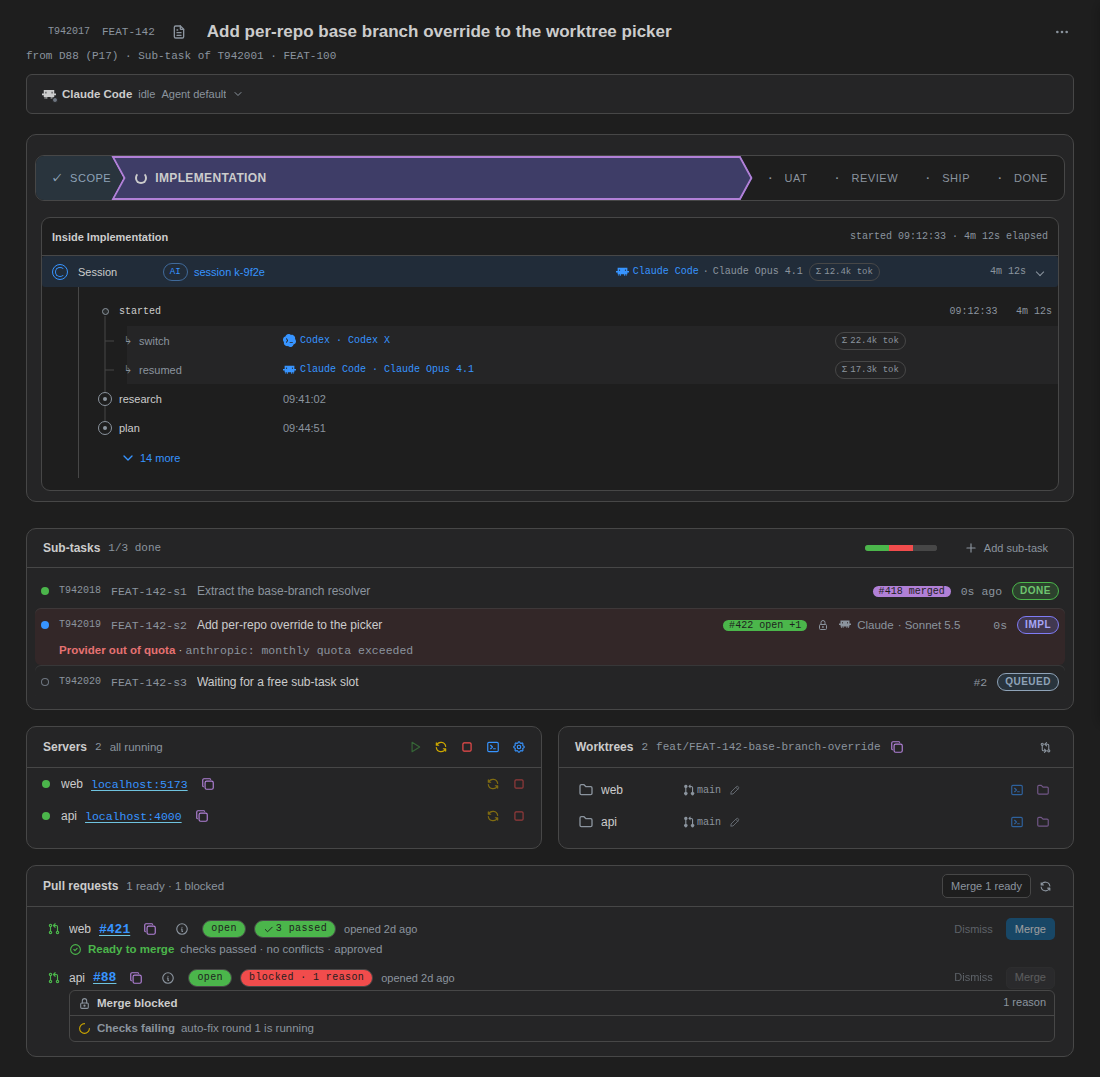 T942017 FEAT-142 Add per-repo base branch override to the worktree picker
from D88 (P17) · Sub-task of T942001 · FEAT-100
Claude Code idle Agent default
SCOPE IMPLEMENTATION · UAT · REVIEW · SHIP · DONE
Inside Implementation started 09:12:33 · 4m 12s elapsed
Session AI session k-9f2e Claude Code · Claude Opus 4.1 Σ 12.4k tok 4m 12s
started 09:12:33 4m 12s
↳ switch Codex · Codex X Σ 22.4k tok
↳ resumed Claude Code · Claude Opus 4.1 Σ 17.3k tok
research 09:41:02
plan 09:44:51
14 more
Sub-tasks 1/3 done Add sub-task
T942018 FEAT-142-s1 Extract the base-branch resolver #418 merged 0s ago DONE
T942019 FEAT-142-s2 Add per-repo override to the picker #422 open +1 Claude · Sonnet 5.5 0s IMPL
Provider out of quota · anthropic: monthly quota exceeded
T942020 FEAT-142-s3 Waiting for a free sub-task slot #2 QUEUED
Servers 2 all running
web localhost:5173
api localhost:4000
Worktrees 2 feat/FEAT-142-base-branch-override
web main
api main
Pull requests 1 ready · 1 blocked Merge 1 ready
web #421 open 3 passed opened 2d ago Dismiss Merge
Ready to merge checks passed · no conflicts · approved
api #88 open blocked · 1 reason opened 2d ago Dismiss Merge
Merge blocked 1 reason
Checks failing auto-fix round 1 is running